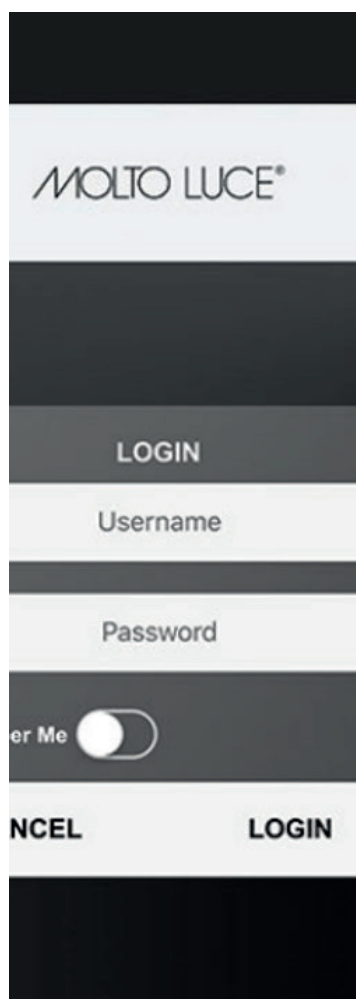 MOLTO LUCE®
LOGIN
Username
Password
er Me
NCEL LOGIN